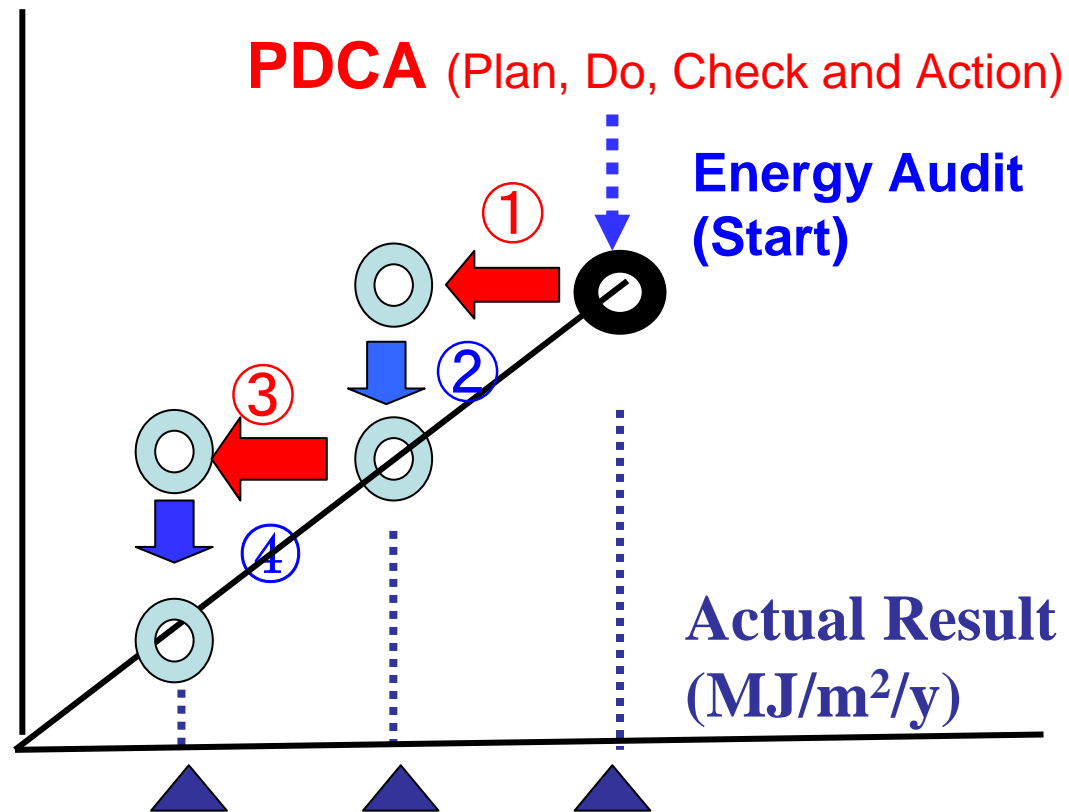 PDCA (Plan, Do, Check and Action)
Energy Audit
(Start)
①
②
③
④
Actual Result
(MJ/m²/y)